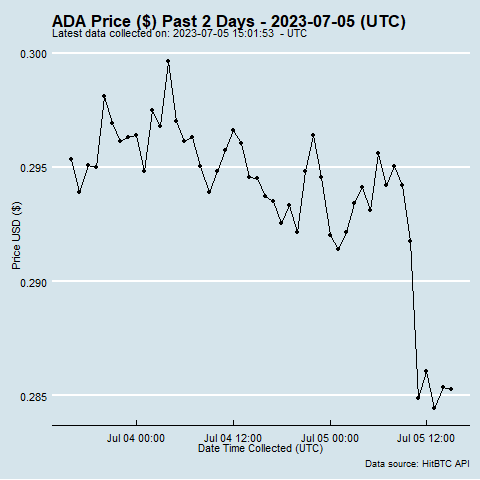 ADA Price ($) Past 2 Days - 2023-07-05 (UTC)
Latest data collected on: 2023-07-05 15:01:53 - UTC
0.300
0.295
0.290
0.285
Price USD ($)
Jul 04 00:00 Jul 04 12:00 Jul 05 00:00 Jul 05 12:00
Date Time Collected (UTC)
Data source: HitBTC API